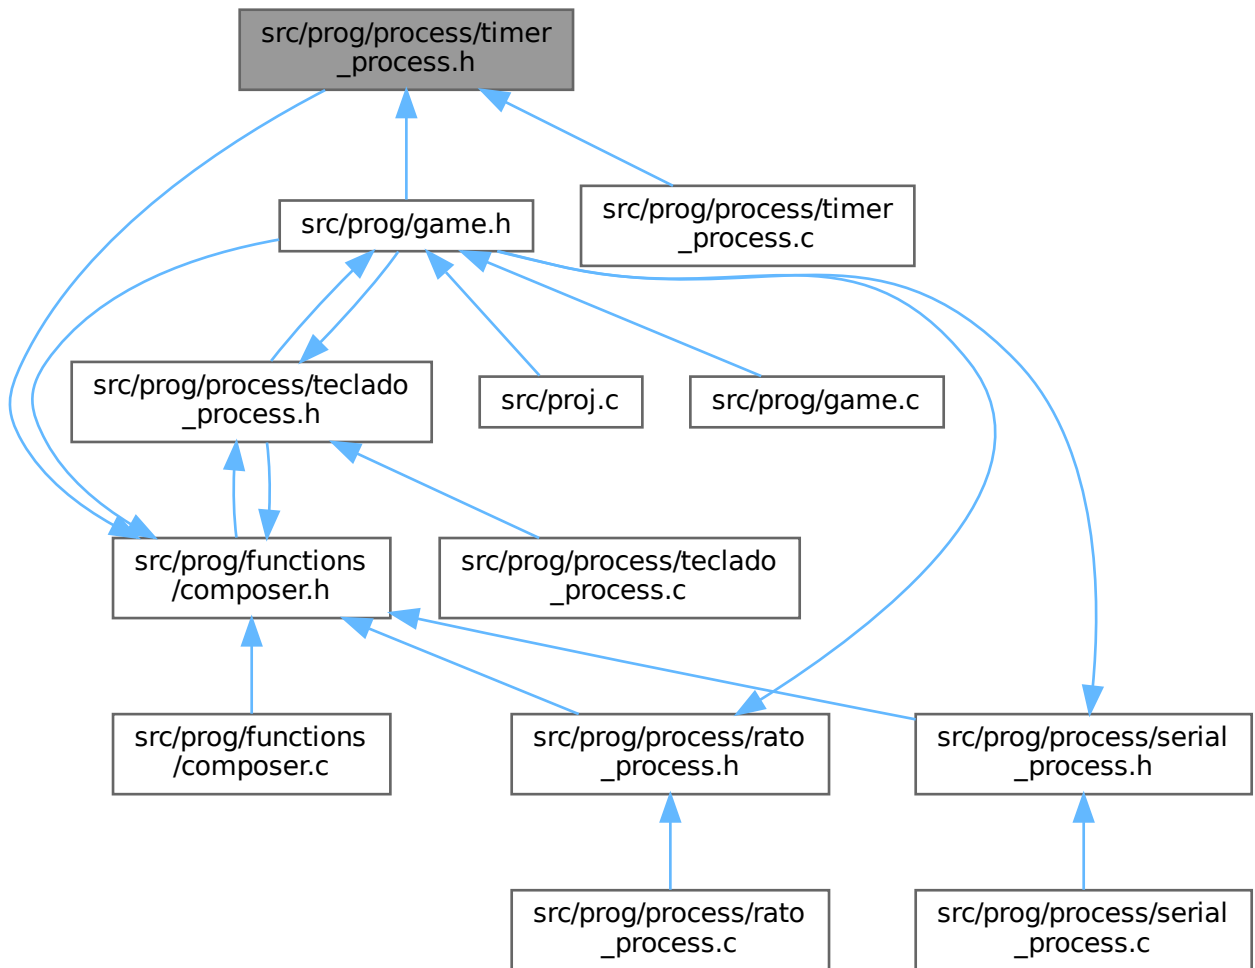 src/prog/process/timer
_process.h
src/prog/game.h
src/prog/process/timer
_process.c
src/prog/process/teclado
_process.h
src/proj.c
src/prog/game.c
src/prog/functions
/composer.h
src/prog/process/teclado
_process.c
src/prog/functions
/composer.c
src/prog/process/rato
_process.h
src/prog/process/serial
_process.h
src/prog/process/rato
_process.c
src/prog/process/serial
_process.c